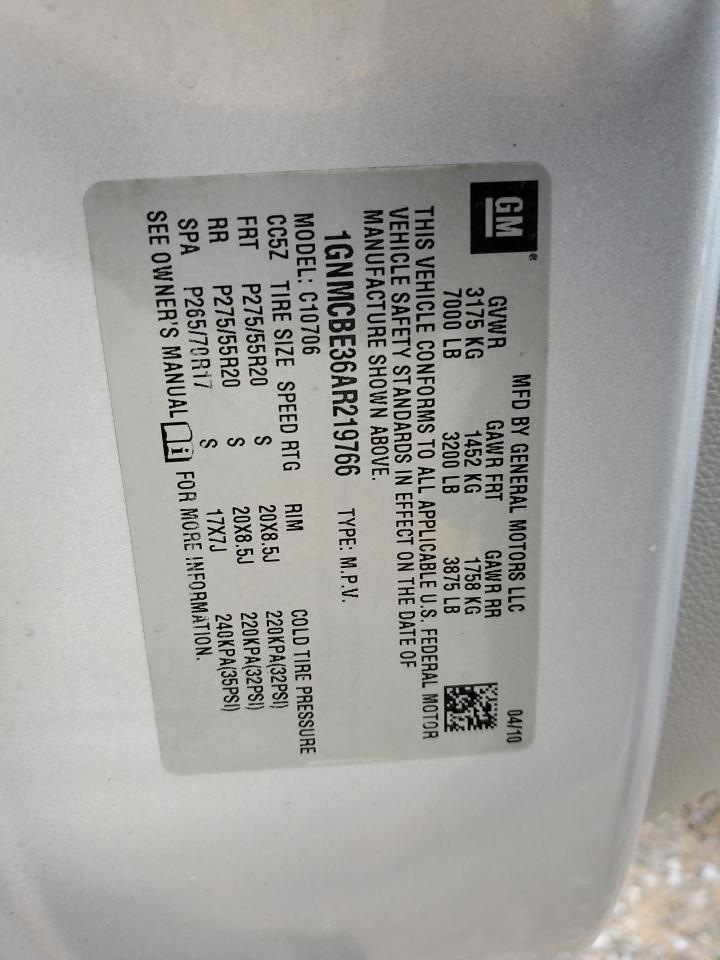 GM®
MFD BY GENERAL MOTORS LLC 04/10
GVWR GAWR FRT GAWR RR
3175 KG 1452 KG 1758 KG
7000 LB 3200 LB 3875 LB
THIS VEHICLE CONFORMS TO ALL APPLICABLE U.S. FEDERAL MOTOR
VEHICLE SAFETY STANDARDS IN EFFECT ON THE DATE OF
MANUFACTURE SHOWN ABOVE.
1GNMCBE36AR219766 TYPE: M.P.V.
MODEL: C10706
CC5Z TIRE SIZE SPEED RTG RIM COLD TIRE PRESSURE
FRT P275/55R20 S 20X8.5J 220KPA(32PSI)
RR P275/55R20 S 20X8.5J 220KPA(32PSI)
SPA P265/70R17 S 17X7J 240KPA(35PSI)
SEE OWNER'S MANUAL FOR MORE INFORMATION.